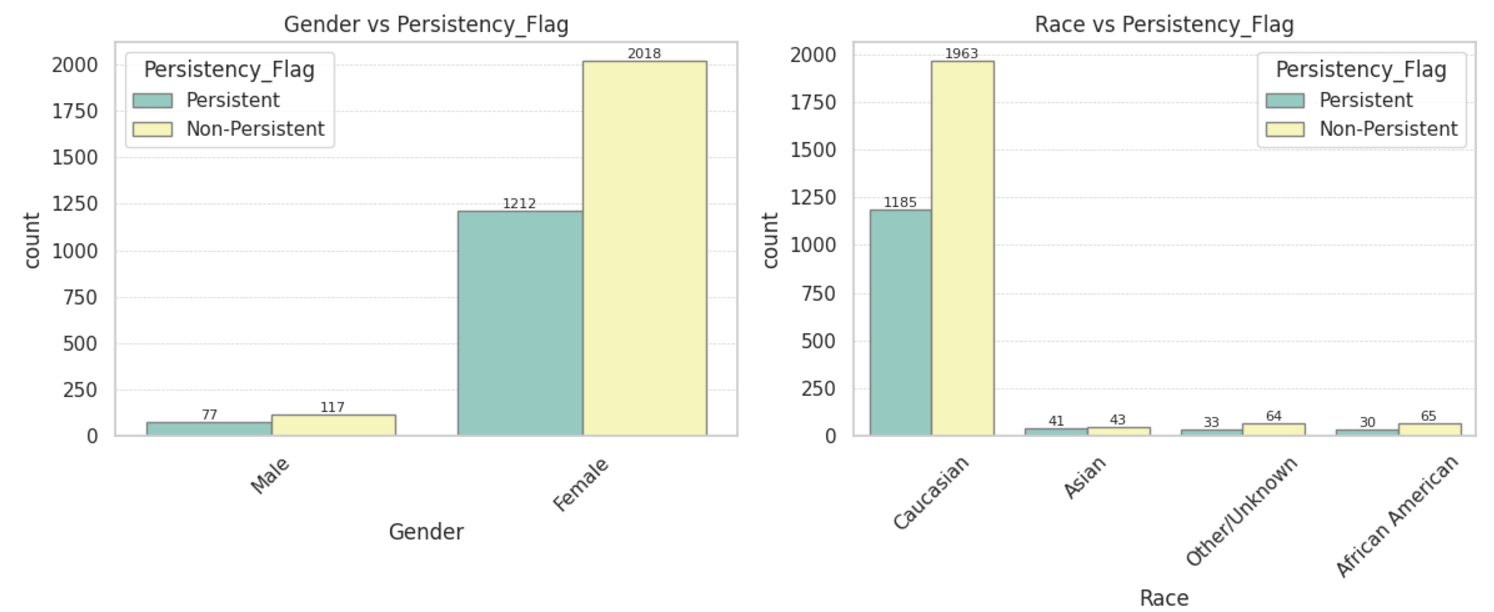 Gender vs Persistency_Flag
Persistency_Flag
Persistent
Non-Persistent
count
2000
1750
1500
1250
1000
750
500
250
0
77
117
1212
2018
Male
Female
Gender
Race vs Persistency_Flag
Persistency_Flag
Persistent
Non-Persistent
count
2000
1750
1500
1250
1000
750
500
250
0
1185
1963
41
43
33
64
30
65
Caucasian
Asian
Other/Unknown
African American
Race